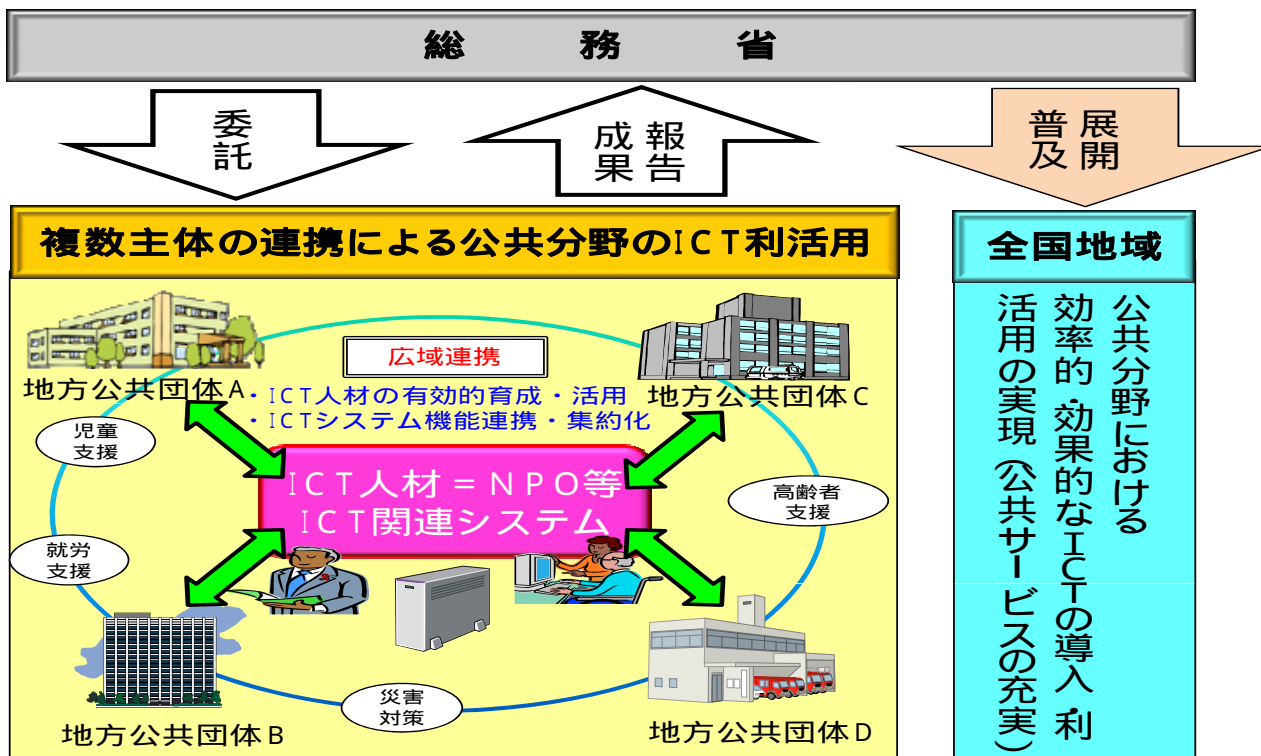 総務省
委託
成果
報告
普及
展開
複数主体の連携による公共分野のICT利活用
全国地域
地方公共団体A
広域連携
・ICT人材の有効的育成・活用
・ICTシステム機能連携・集約化
地方公共団体C
児童
支援
ICT人材=NPO等
ICT関連システム
高齢者
支援
就労
支援
災害
対策
地方公共団体B
地方公共団体D
公共分野における
効率的・効果的なICTの導入・利
活用の実現(公共サービスの充実)